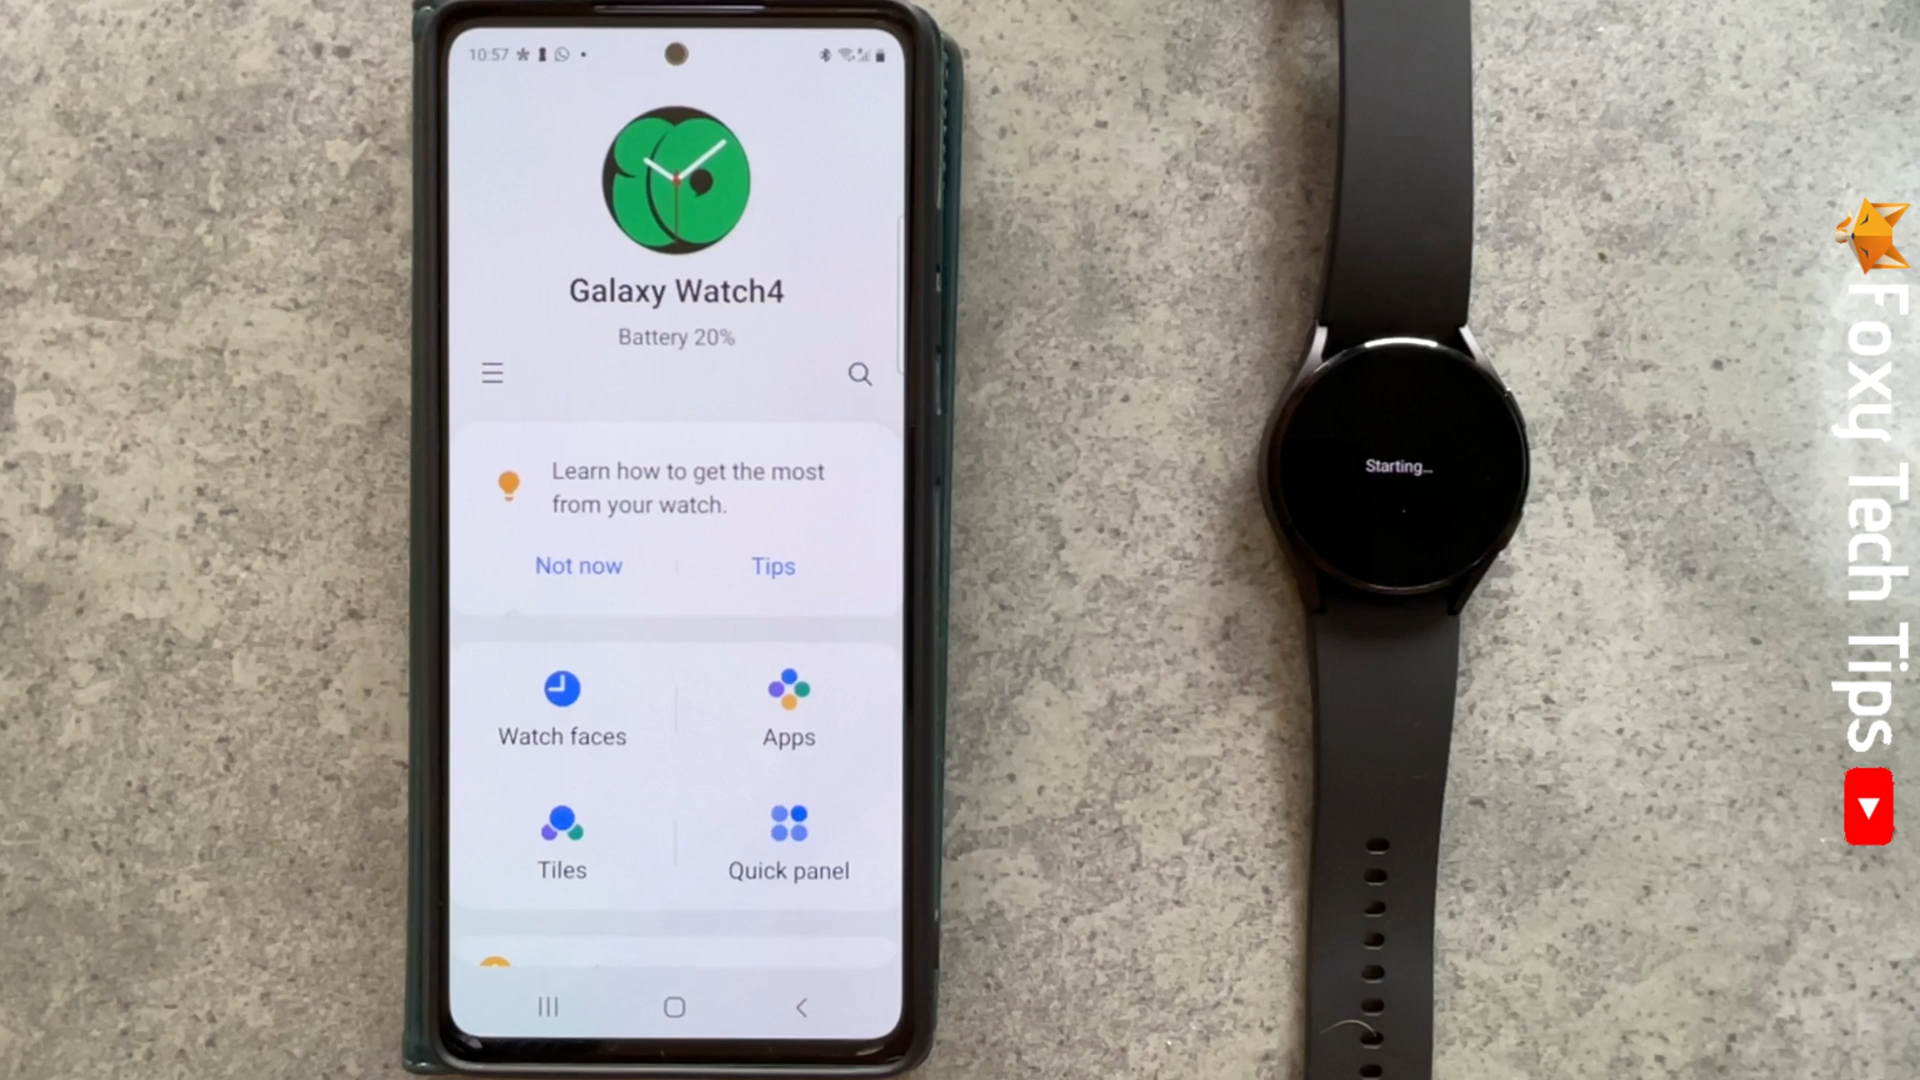 10:57
Galaxy Watch4
Battery 20%
Learn how to get the most
from your watch.
Not now
Tips
Watch faces
Apps
Tiles
Quick panel
Starting...
Foxy Tech Tips